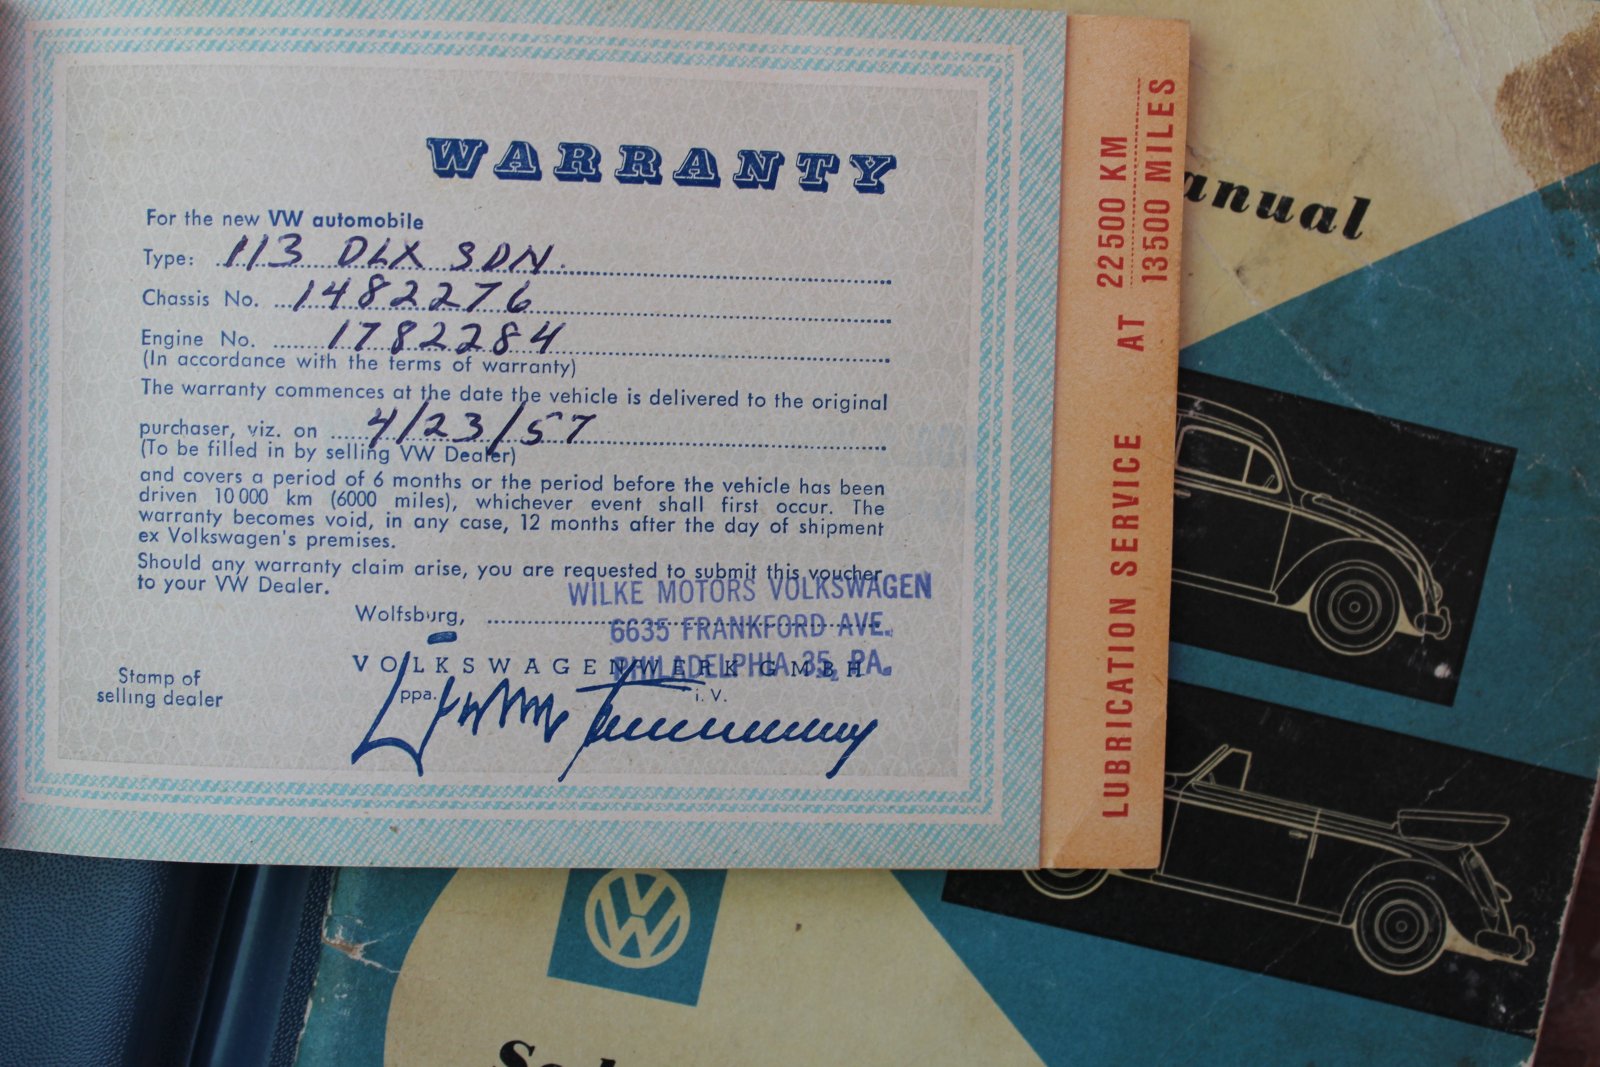 WARRANTY
For the new VW automobile
Type: 113 DLX SDN.
Chassis No. 1482276
Engine No. 1782284
(In accordance with the terms of warranty)
The warranty commences at the date the vehicle is delivered to the original
purchaser, viz. on 4/23/57
(To be filled in by selling VW Dealer)
and covers a period of 6 months or the period before the vehicle has been
driven 10 000 km (6000 miles), whichever event shall first occur. The
warranty becomes void, in any case, 12 months after the day of shipment
ex Volkswagen's premises.
Should any warranty claim arise, you are requested to submit this voucher
to your VW Dealer.
WILKE MOTORS VOLKSWAGEN
Wolfsburg,
6635 FRANKFORD AVE.
VOLKSWAGENWERK GMBH
PHILADELPHIA 35, PA.
ppa. i. V.
Stamp of
selling dealer
LUBRICATION SERVICE AT 22 500 KM
13 500 MILES
anual
VW